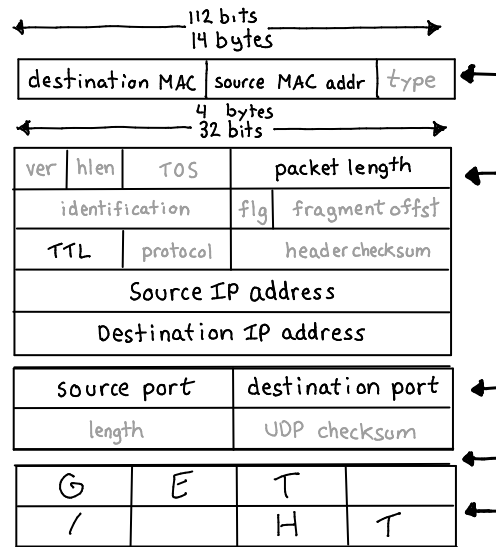 112 bits
14 bytes
destination MAC source MAC addr type
4 bytes
32 bits
ver hlen TOS packet length
identification flg fragment offst
TTL protocol header checksum
Source IP address
Destination IP address
source port destination port
length UDP checksum
G E T
/ H T